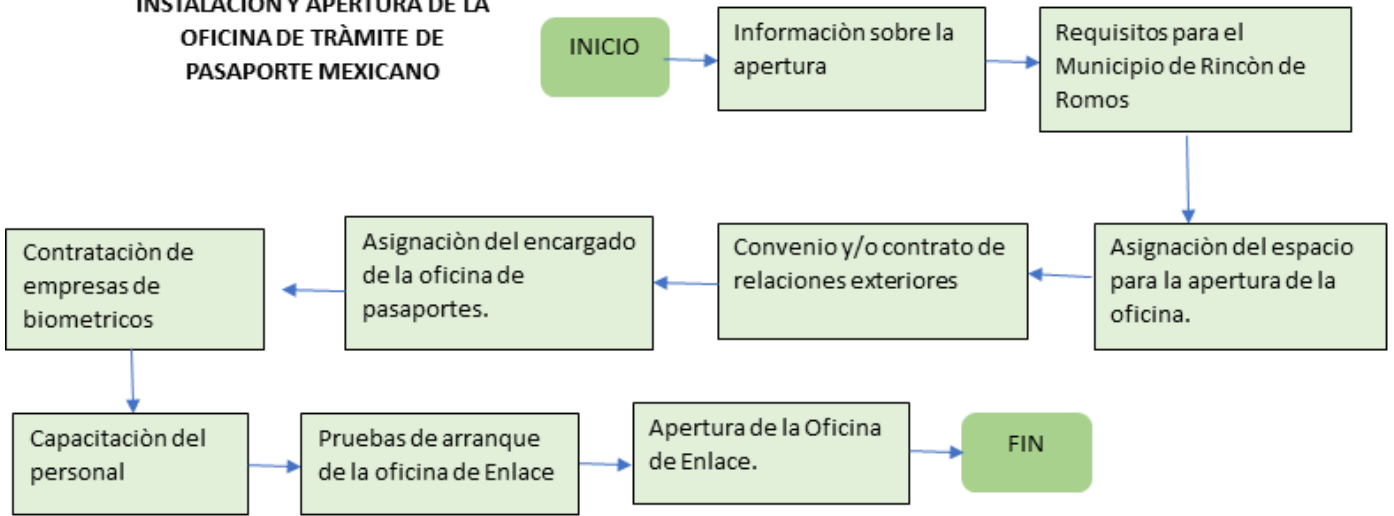 INSTALACIÒN Y APERTURA DE LA
OFICINA DE TRÀMITE DE
PASAPORTE MEXICANO
INICIO
Informaciòn sobre la
apertura
Requisitos para el
Municipio de Rincòn de
Romos
Asignaciòn del espacio
para la apertura de la
oficina.
Convenio y/o contrato de
relaciones exteriores
Asignaciòn del encargado
de la oficina de
pasaportes.
Contrataciòn de
empresas de
biometricos
Capacitaciòn del
personal
Pruebas de arranque
de la oficina de Enlace
Apertura de la Oficina
de Enlace.
FIN